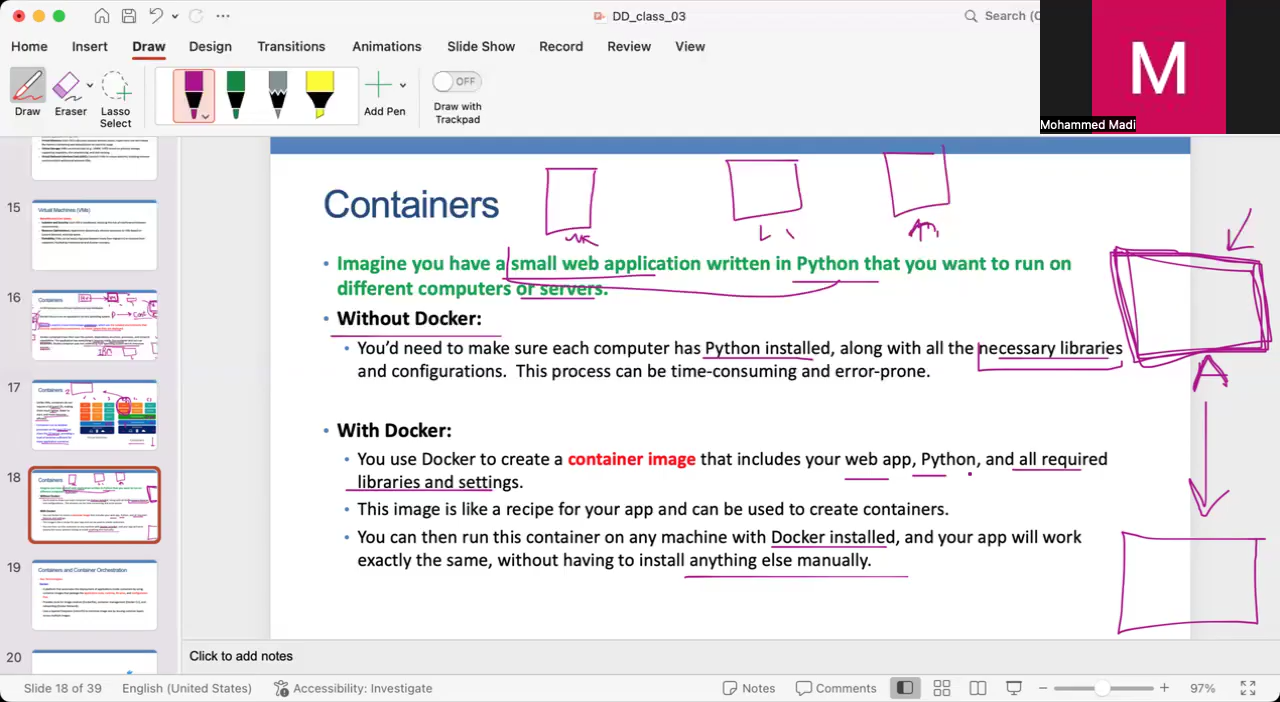 DD_class_03
Search (C
Home Insert Draw Design Transitions Animations Slide Show Record Review View
OFF
Draw Eraser Lasso Select Add Pen Draw with Trackpad
M
Mohammed Madi
15
Virtual Machines (VMs)
16
Containers
17
Containers
18
Containers
19
Containers and Container Orchestration
20
Containers
• Imagine you have a small web application written in Python that you want to run on
different computers or servers.
• Without Docker:
• You’d need to make sure each computer has Python installed, along with all the necessary libraries
and configurations. This process can be time-consuming and error-prone.
• With Docker:
• You use Docker to create a container image that includes your web app, Python, and all required
libraries and settings.
• This image is like a recipe for your app and can be used to create containers.
• You can then run this container on any machine with Docker installed, and your app will work
exactly the same, without having to install anything else manually.
A
Click to add notes
Slide 18 of 39 English (United States) Accessibility: Investigate Notes Comments 97%